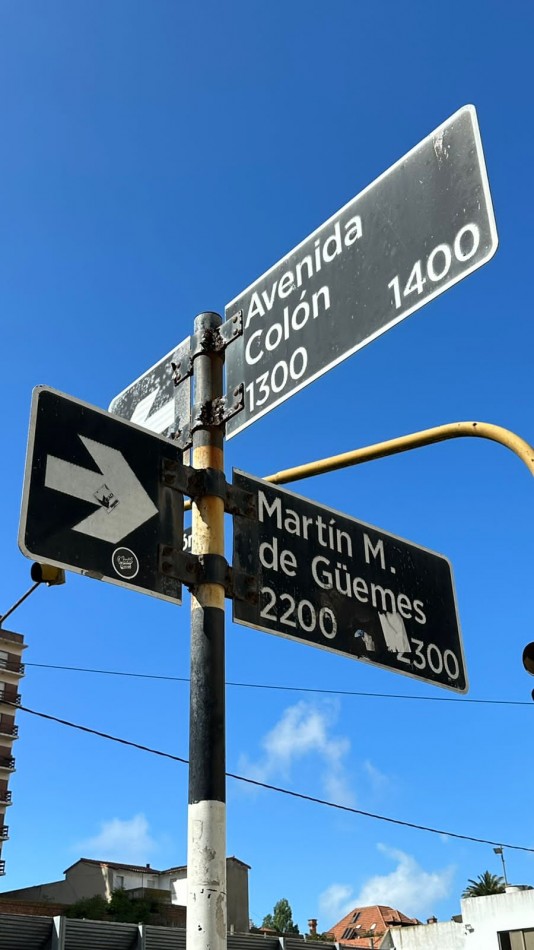 Avenida
Colón
1300 1400
Martín M.
de Güemes
2200 2300